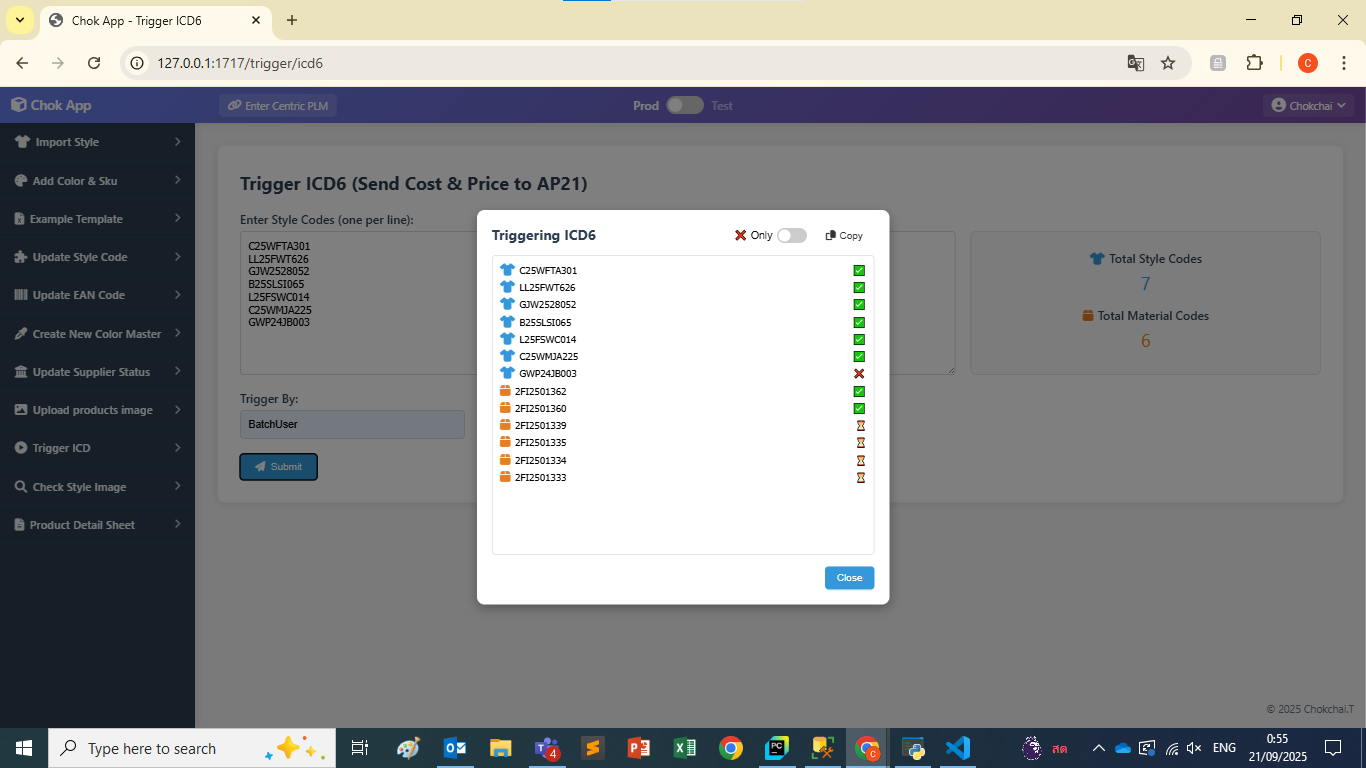 Chok App - Trigger ICD6
127.0.0.1:1717/trigger/icd6
C
Chok App
Enter Centric PLM
Prod
Test
Chokchai
Import Style
Add Color & Sku
Example Template
Update Style Code
Update EAN Code
Create New Color Master
Update Supplier Status
Upload products image
Trigger ICD
Check Style Image
Product Detail Sheet
Trigger ICD6 (Send Cost & Price to AP21)
Enter Style Codes (one per line):
C25WFTA301
LL25FWT626
GJW2528052
B25SLSI065
L25FSWC014
C25WMJA225
GWP24JB003
Trigger By:
BatchUser
Submit
Total Style Codes
7
Total Material Codes
6
Triggering ICD6
Only
Copy
C25WFTA301
LL25FWT626
GJW2528052
B25SLSI065
L25FSWC014
C25WMJA225
GWP24JB003
2FI2501362
2FI2501360
2FI2501339
2FI2501335
2FI2501334
2FI2501333
Close
© 2025 Chokchai.T
Type here to search
4
C
สด
ENG
0:55
21/09/2025